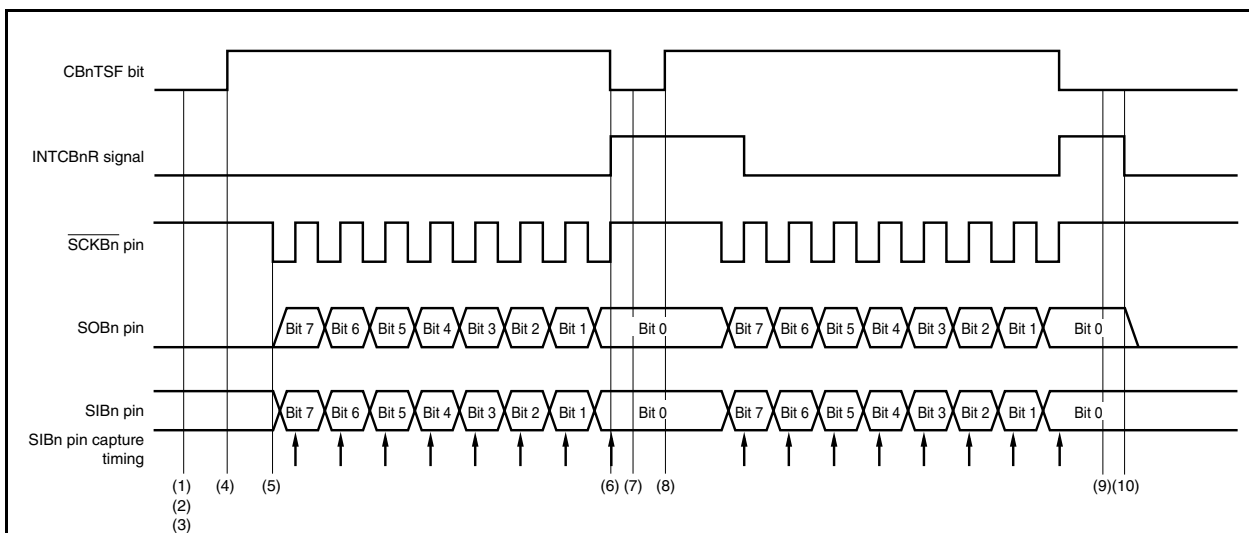 CBnTSF bit
INTCBnR signal
SCKBn pin
SOBn pin
Bit 7 Bit 6 Bit 5 Bit 4 Bit 3 Bit 2 Bit 1 Bit 0 Bit 7 Bit 6 Bit 5 Bit 4 Bit 3 Bit 2 Bit 1 Bit 0
SIBn pin
Bit 7 Bit 6 Bit 5 Bit 4 Bit 3 Bit 2 Bit 1 Bit 0 Bit 7 Bit 6 Bit 5 Bit 4 Bit 3 Bit 2 Bit 1 Bit 0
SIBn pin capture
timing
(1) (4) (5) (6) (7) (8) (9) (10)
(2)
(3)